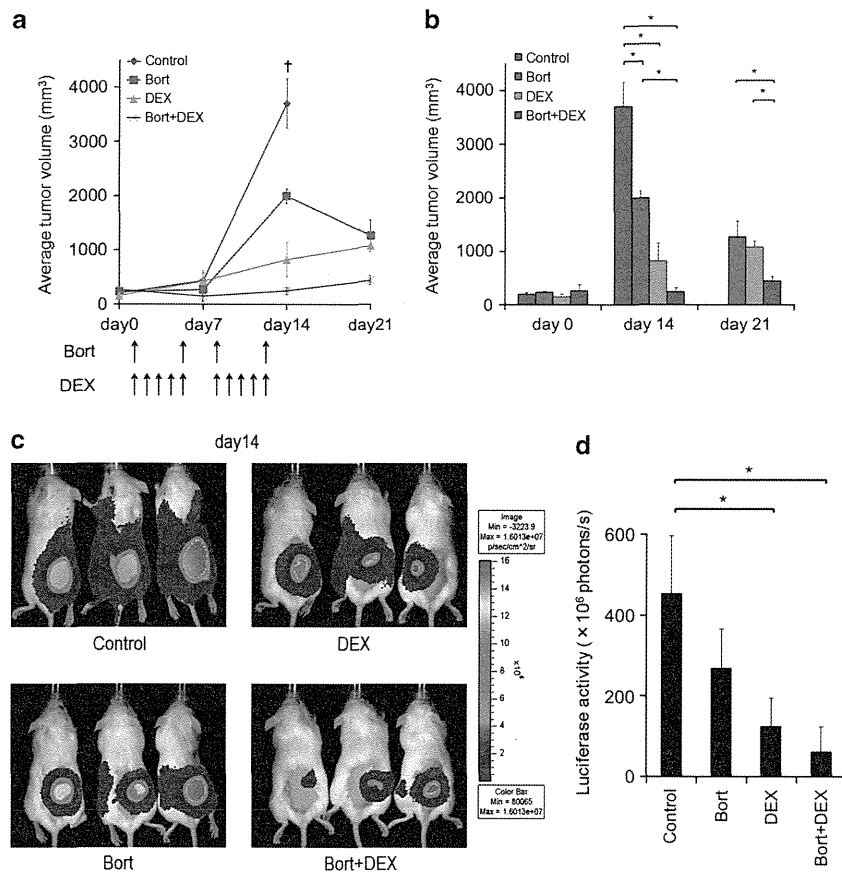 a
Average tumor volume (mm³)
4000
3000
2000
1000
0
Control
Bort
DEX
Bort+DEX
†
day0
day7
day14
day21
Bort
DEX
b
Average tumor volume (mm³)
4000
3000
2000
1000
0
Control
Bort
DEX
Bort+DEX
*
*
*
*
*
*
day 0
day 14
day 21
c
day14
Control
DEX
Bort
Bort+DEX
Image
Min = -3223.9
Max = 1.6013e+07
p/sec/cm^2/sr
16
14
12
10
8
6
4
2
Color Bar
Min = 80065
Max = 1.6013e+07
d
Luciferase activity (×10⁶ photons/s)
600
400
200
0
*
*
Control
Bort
DEX
Bort+DEX